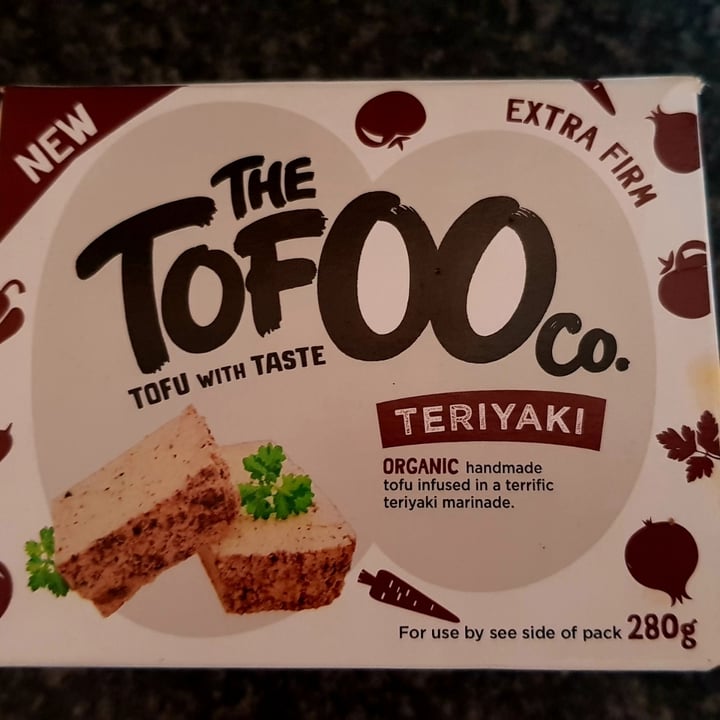 NEW
EXTRA FIRM
THE
TOFOO
Co.
TOFU WITH TASTE
TERIYAKI
ORGANIC handmade
tofu infused in a terrific
teriyaki marinade.
For use by see side of pack 280g